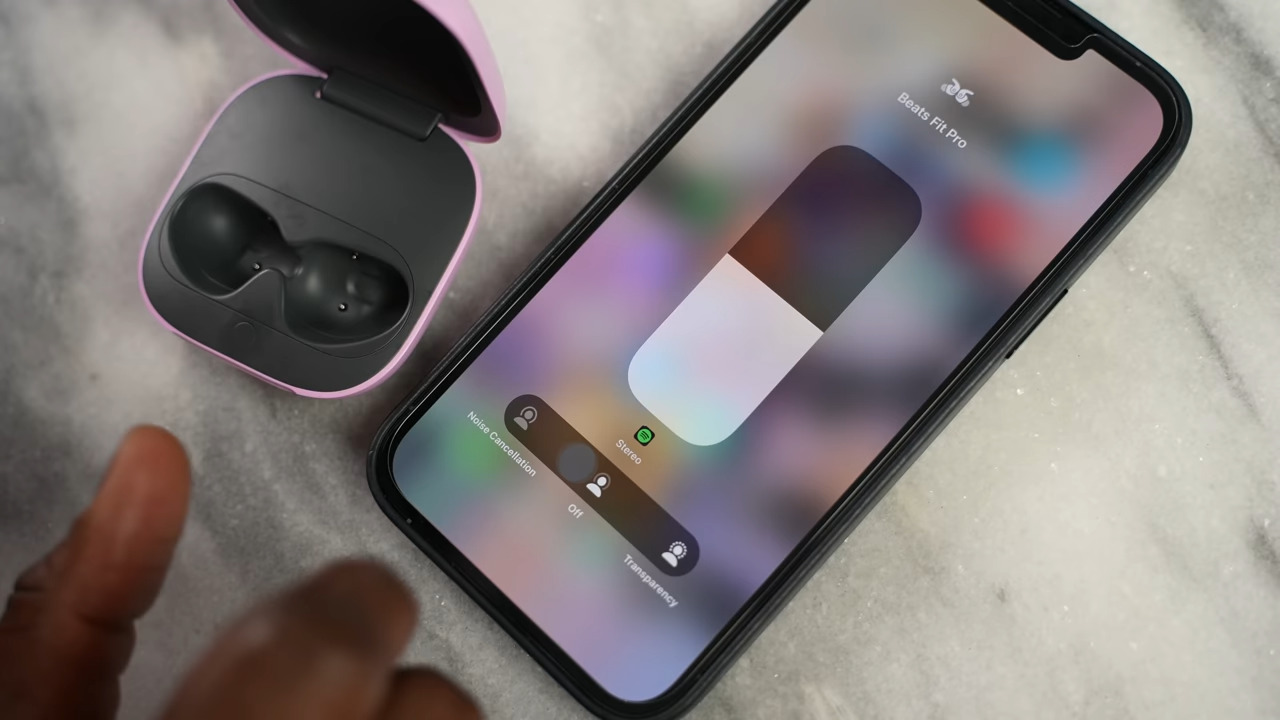 Beats Fit Pro
Stereo
Noise Cancellation
Off
Transparency